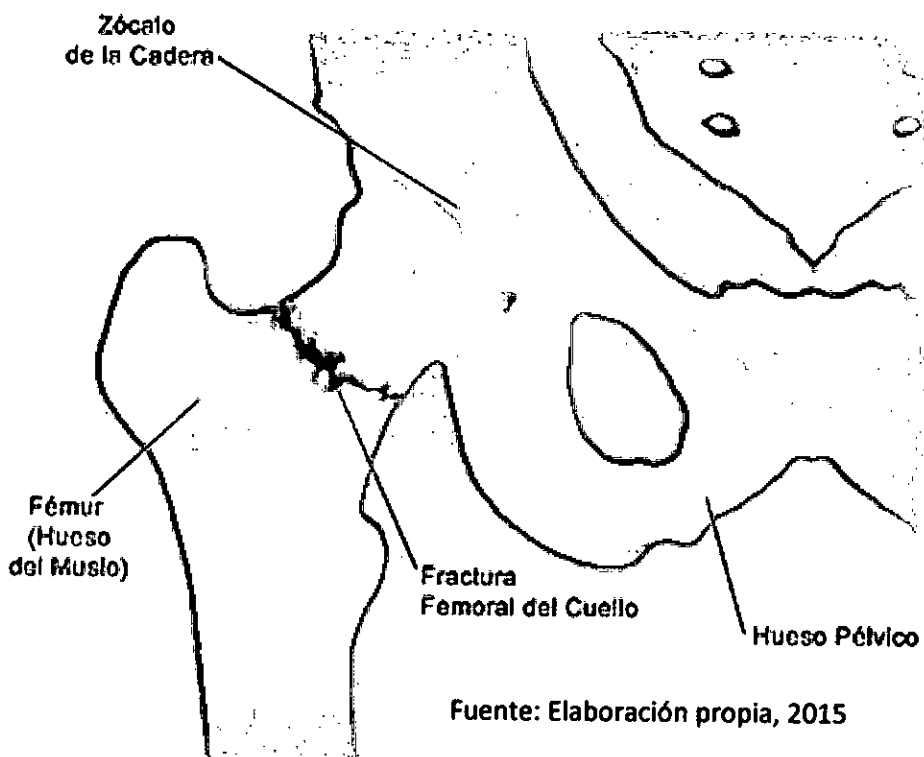 Zócalo
de la Cadera
Fémur
(Hueso
del Muslo)
Fractura
Femoral del Cuello
Hueso Pélvico
Fuente: Elaboración propia, 2015